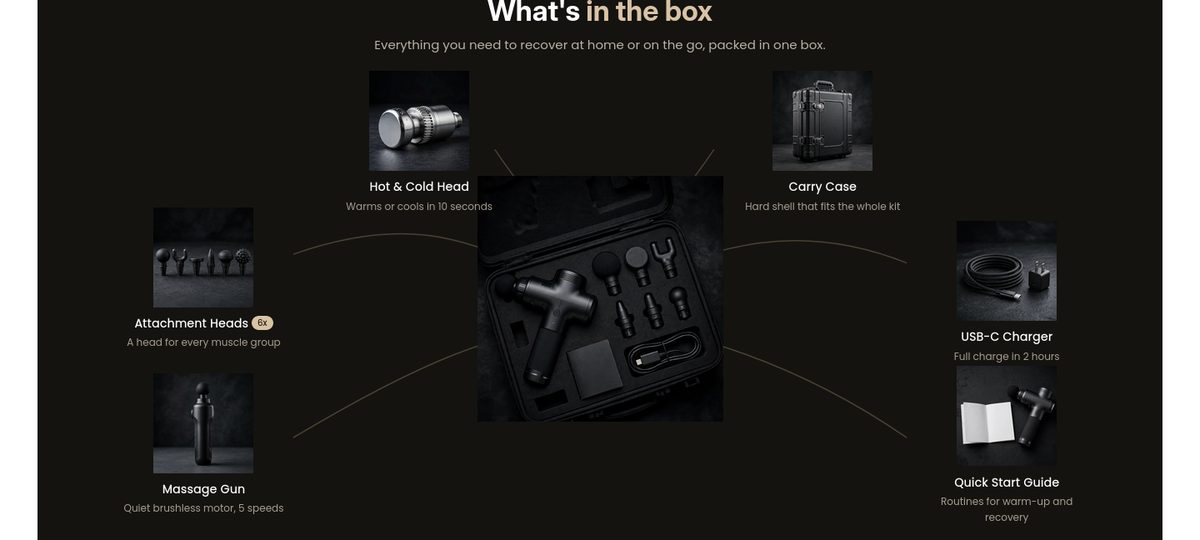 What's in the box
Everything you need to recover at home or on the go, packed in one box.
Hot & Cold Head
Warms or cools in 10 seconds
Carry Case
Hard shell that fits the whole kit
Attachment Heads 6x
A head for every muscle group
USB-C Charger
Full charge in 2 hours
Massage Gun
Quiet brushless motor, 5 speeds
Quick Start Guide
Routines for warm-up and
recovery